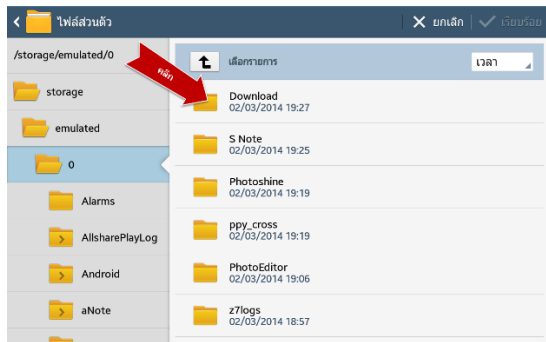 ไฟล์ส่วนตัว
ยกเลิก
เรียบร้อย
/storage/emulated/0
storage
emulated
0
Alarms
AllsharePlayLog
Android
aNote
คลิก
เลือกรายการ
เวลา
Download
02/03/2014 19:27
S Note
02/03/2014 19:25
Photoshine
02/03/2014 19:19
ppy_cross
02/03/2014 19:19
PhotoEditor
02/03/2014 19:06
z7logs
02/03/2014 18:57